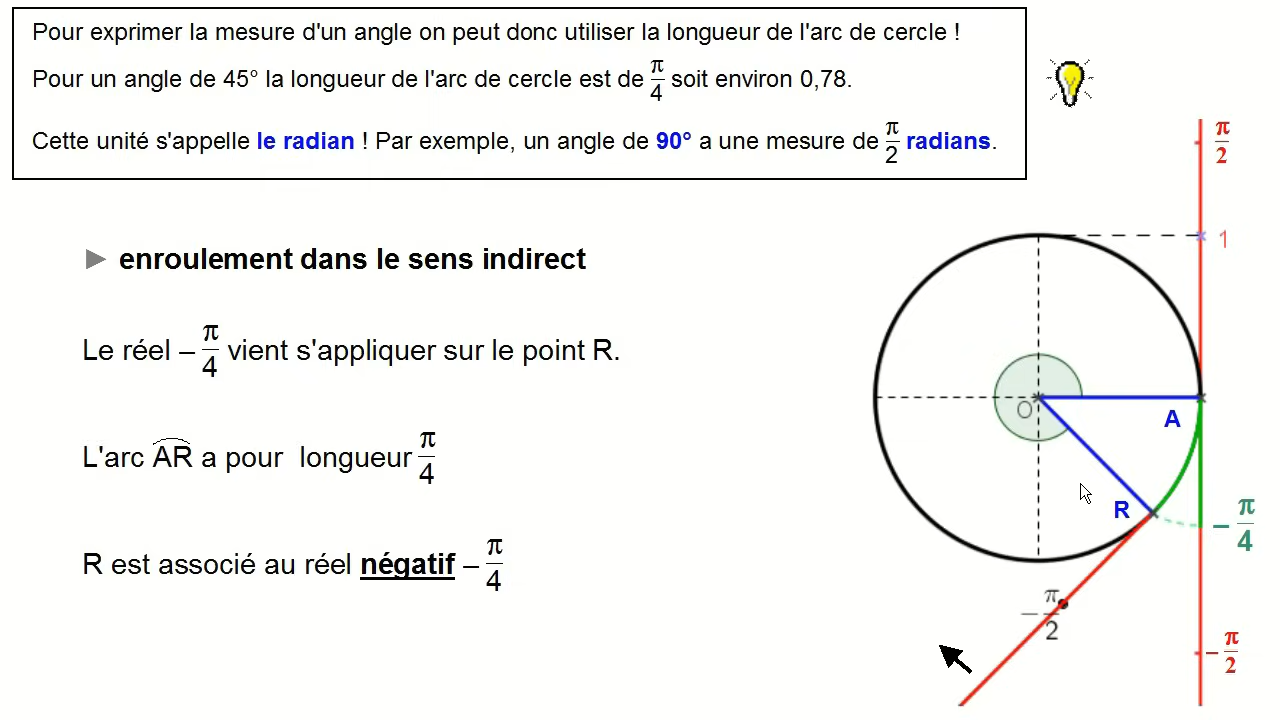 Pour exprimer la mesure d'un angle on peut donc utiliser la longueur de l'arc de cercle !
Pour un angle de 45° la longueur de l'arc de cercle est de π/4 soit environ 0,78.
Cette unité s'appelle le radian ! Par exemple, un angle de 90° a une mesure de π/2 radians.
► enroulement dans le sens indirect
Le réel – π/4 vient s'appliquer sur le point R.
L'arc AR a pour longueur π/4
R est associé au réel négatif – π/4
π/2
1
O
A
R
– π/4
– π/2
– π/2